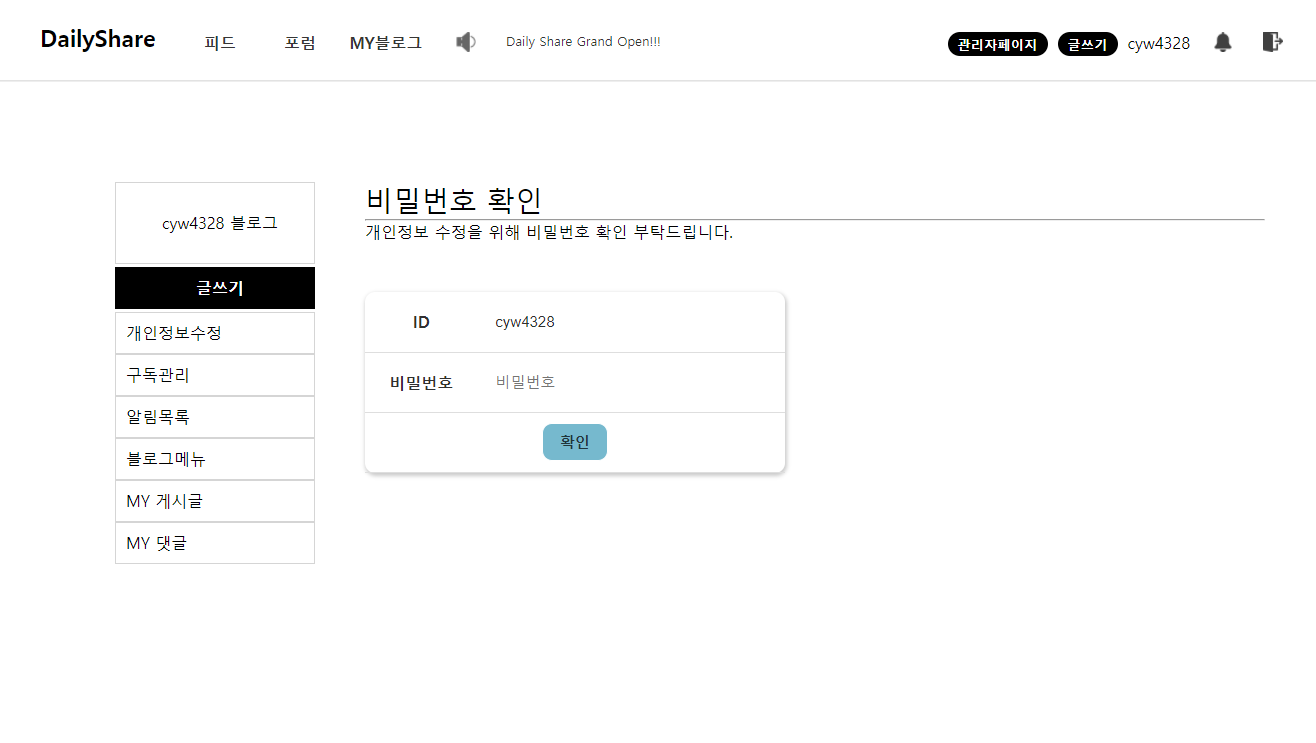 DailyShare 피드 포럼 MY블로그 Daily Share Grand Open!!! 관리자페이지 글쓰기 cyw4328
cyw4328 블로그
글쓰기
개인정보수정
구독관리
알림목록
블로그메뉴
MY 게시글
MY 댓글
비밀번호 확인
개인정보 수정을 위해 비밀번호 확인 부탁드립니다.
ID cyw4328
비밀번호 비밀번호
확인